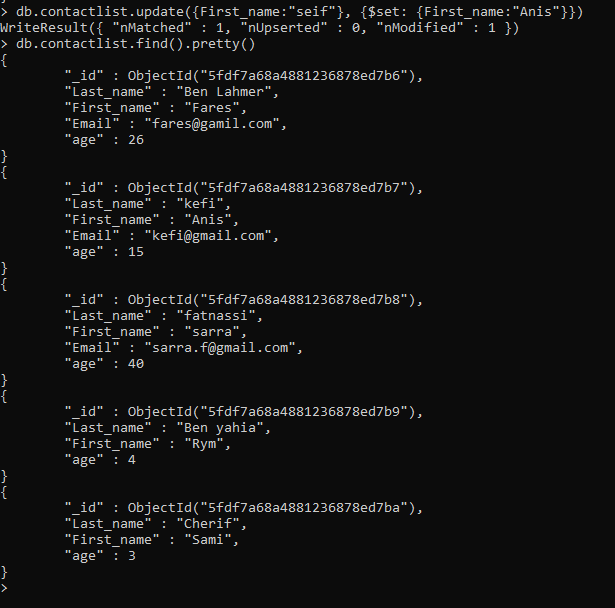 > db.contactlist.update({First_name:"seif"}, {$set: {First_name:"Anis"}})
WriteResult({ "nMatched" : 1, "nUpserted" : 0, "nModified" : 1 })
> db.contactlist.find().pretty()
{
        "_id" : ObjectId("5fdf7a68a4881236878ed7b6"),
        "Last_name" : "Ben Lahmer",
        "First_name" : "Fares",
        "Email" : "fares@gamil.com",
        "age" : 26
}
{
        "_id" : ObjectId("5fdf7a68a4881236878ed7b7"),
        "Last_name" : "kefi",
        "First_name" : "Anis",
        "Email" : "kefi@gmail.com",
        "age" : 15
}
{
        "_id" : ObjectId("5fdf7a68a4881236878ed7b8"),
        "Last_name" : "fatnassi",
        "First_name" : "sarra",
        "Email" : "sarra.f@gmail.com",
        "age" : 40
}
{
        "_id" : ObjectId("5fdf7a68a4881236878ed7b9"),
        "Last_name" : "Ben yahia",
        "First_name" : "Rym",
        "age" : 4
}
{
        "_id" : ObjectId("5fdf7a68a4881236878ed7ba"),
        "Last_name" : "Cherif",
        "First_name" : "Sami",
        "age" : 3
}
>